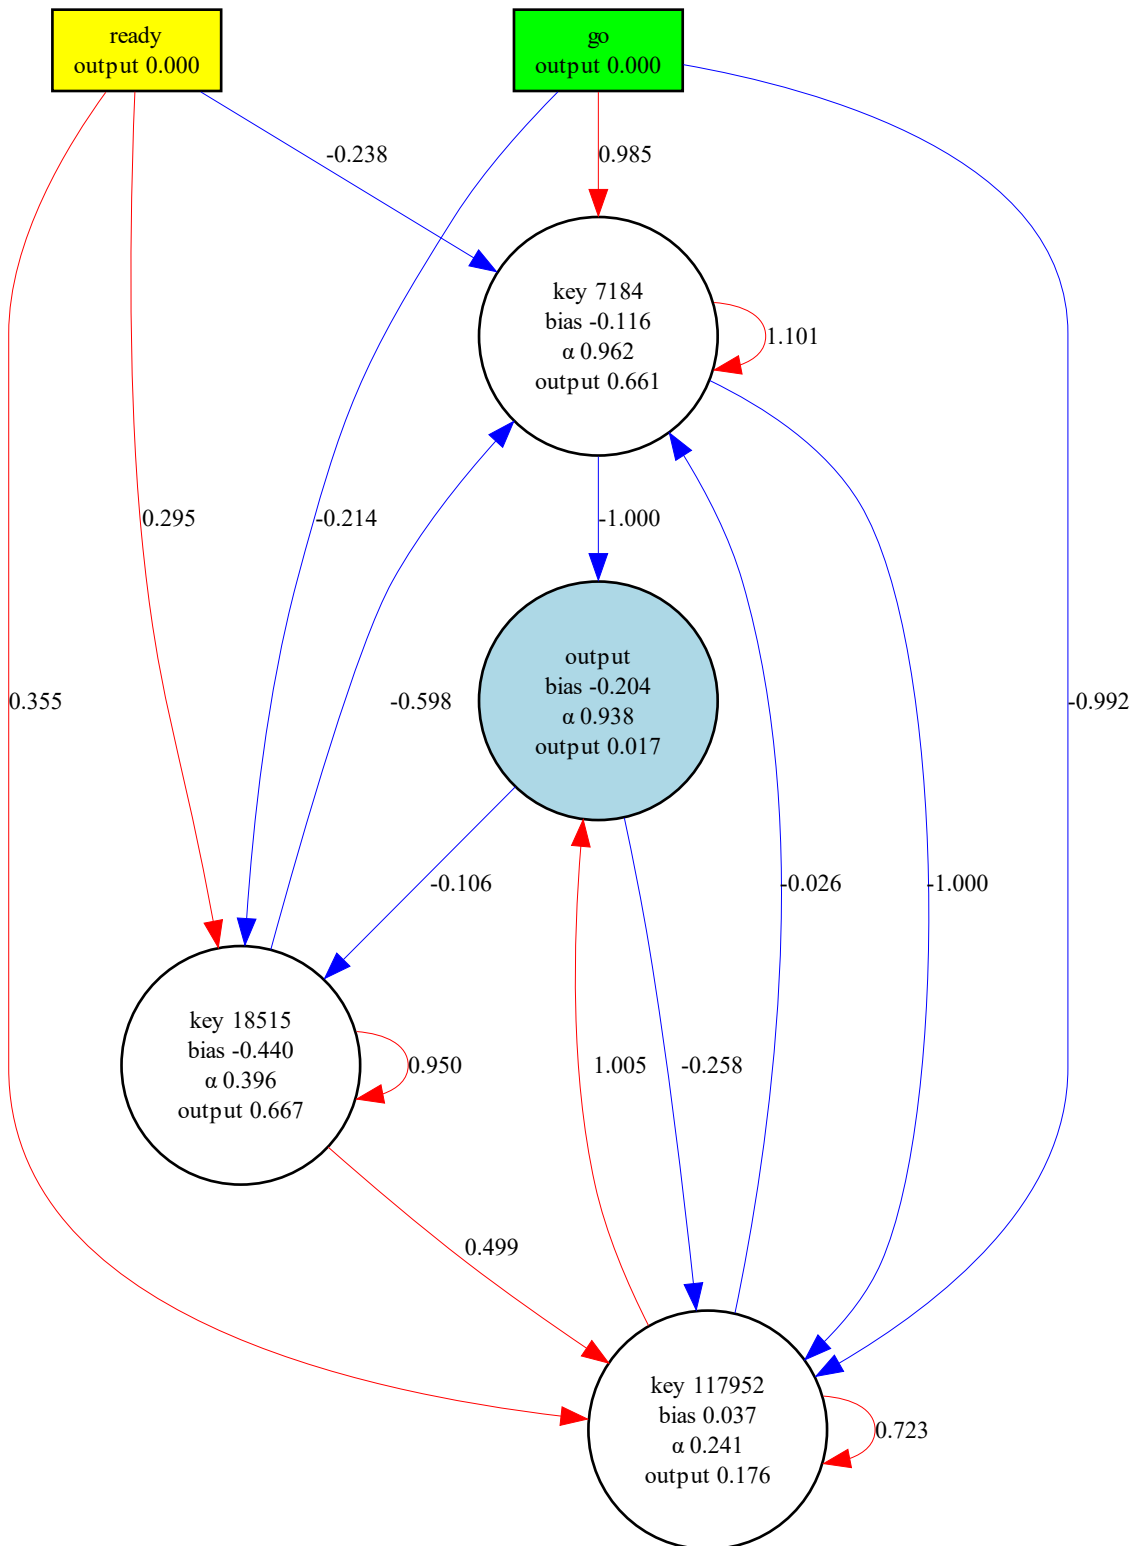 ready
output 0.000
go
output 0.000
-0.238
0.985
key 7184
bias -0.116
α 0.962
output 0.661
1.101
0.295
-0.214
-1.000
output
bias -0.204
α 0.938
output 0.017
0.355
-0.598
-0.992
-0.106
-0.026
-1.000
key 18515
bias -0.440
α 0.396
output 0.667
0.950
1.005
-0.258
0.499
key 117952
bias 0.037
α 0.241
output 0.176
0.723